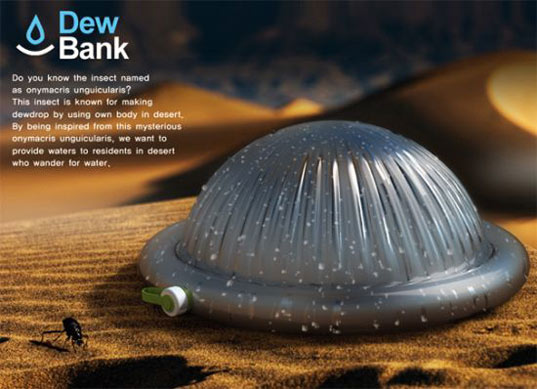 Dew
Bank
Do you know the insect named
as onymacris unguicularis?
This insect is known for making
dewdrop by using own body in desert.
By being inspired from this mysterious
onymacris unguicularis, we want to
provide waters to residents in desert
who wander for water.